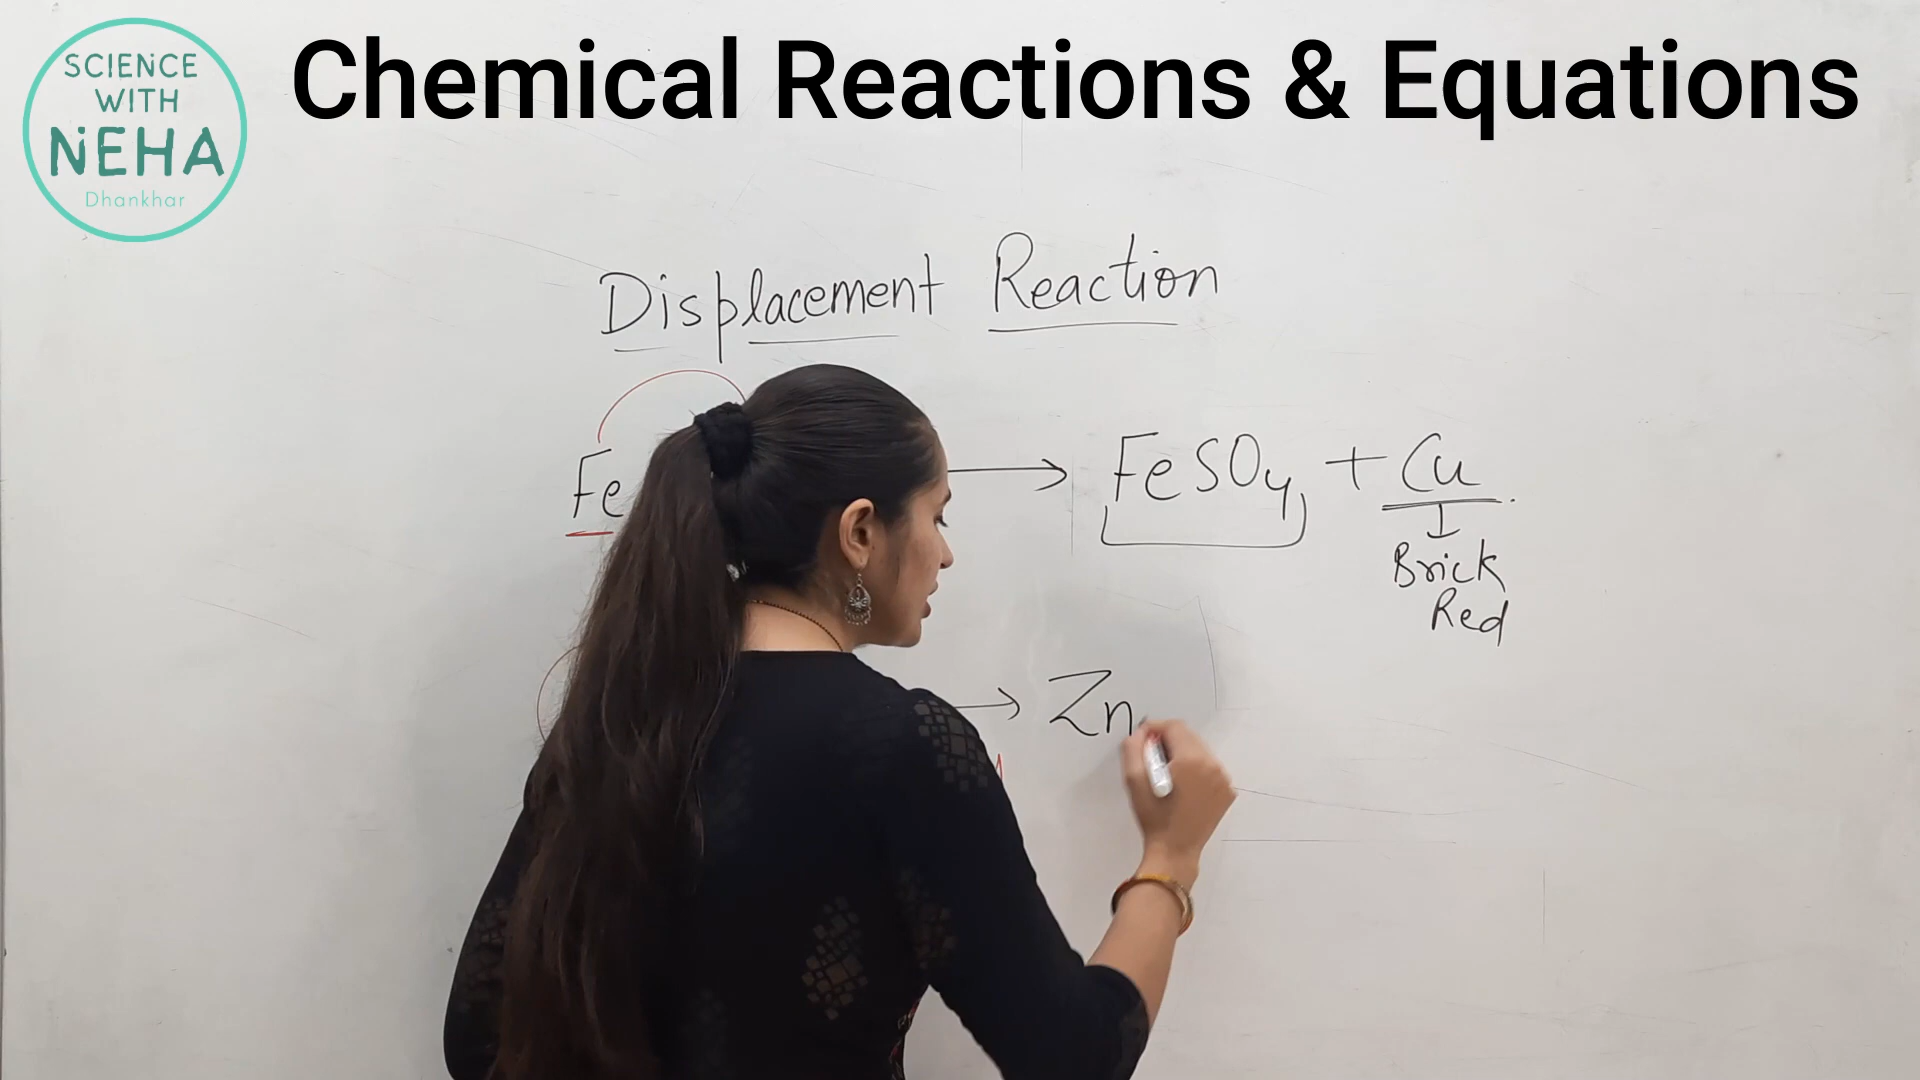 SCIENCE
WITH
NEHA
Dhankhar
Chemical Reactions & Equations
Displacement Reaction
Fe → FeSO4 + Cu
Brick
Red
→ Zn